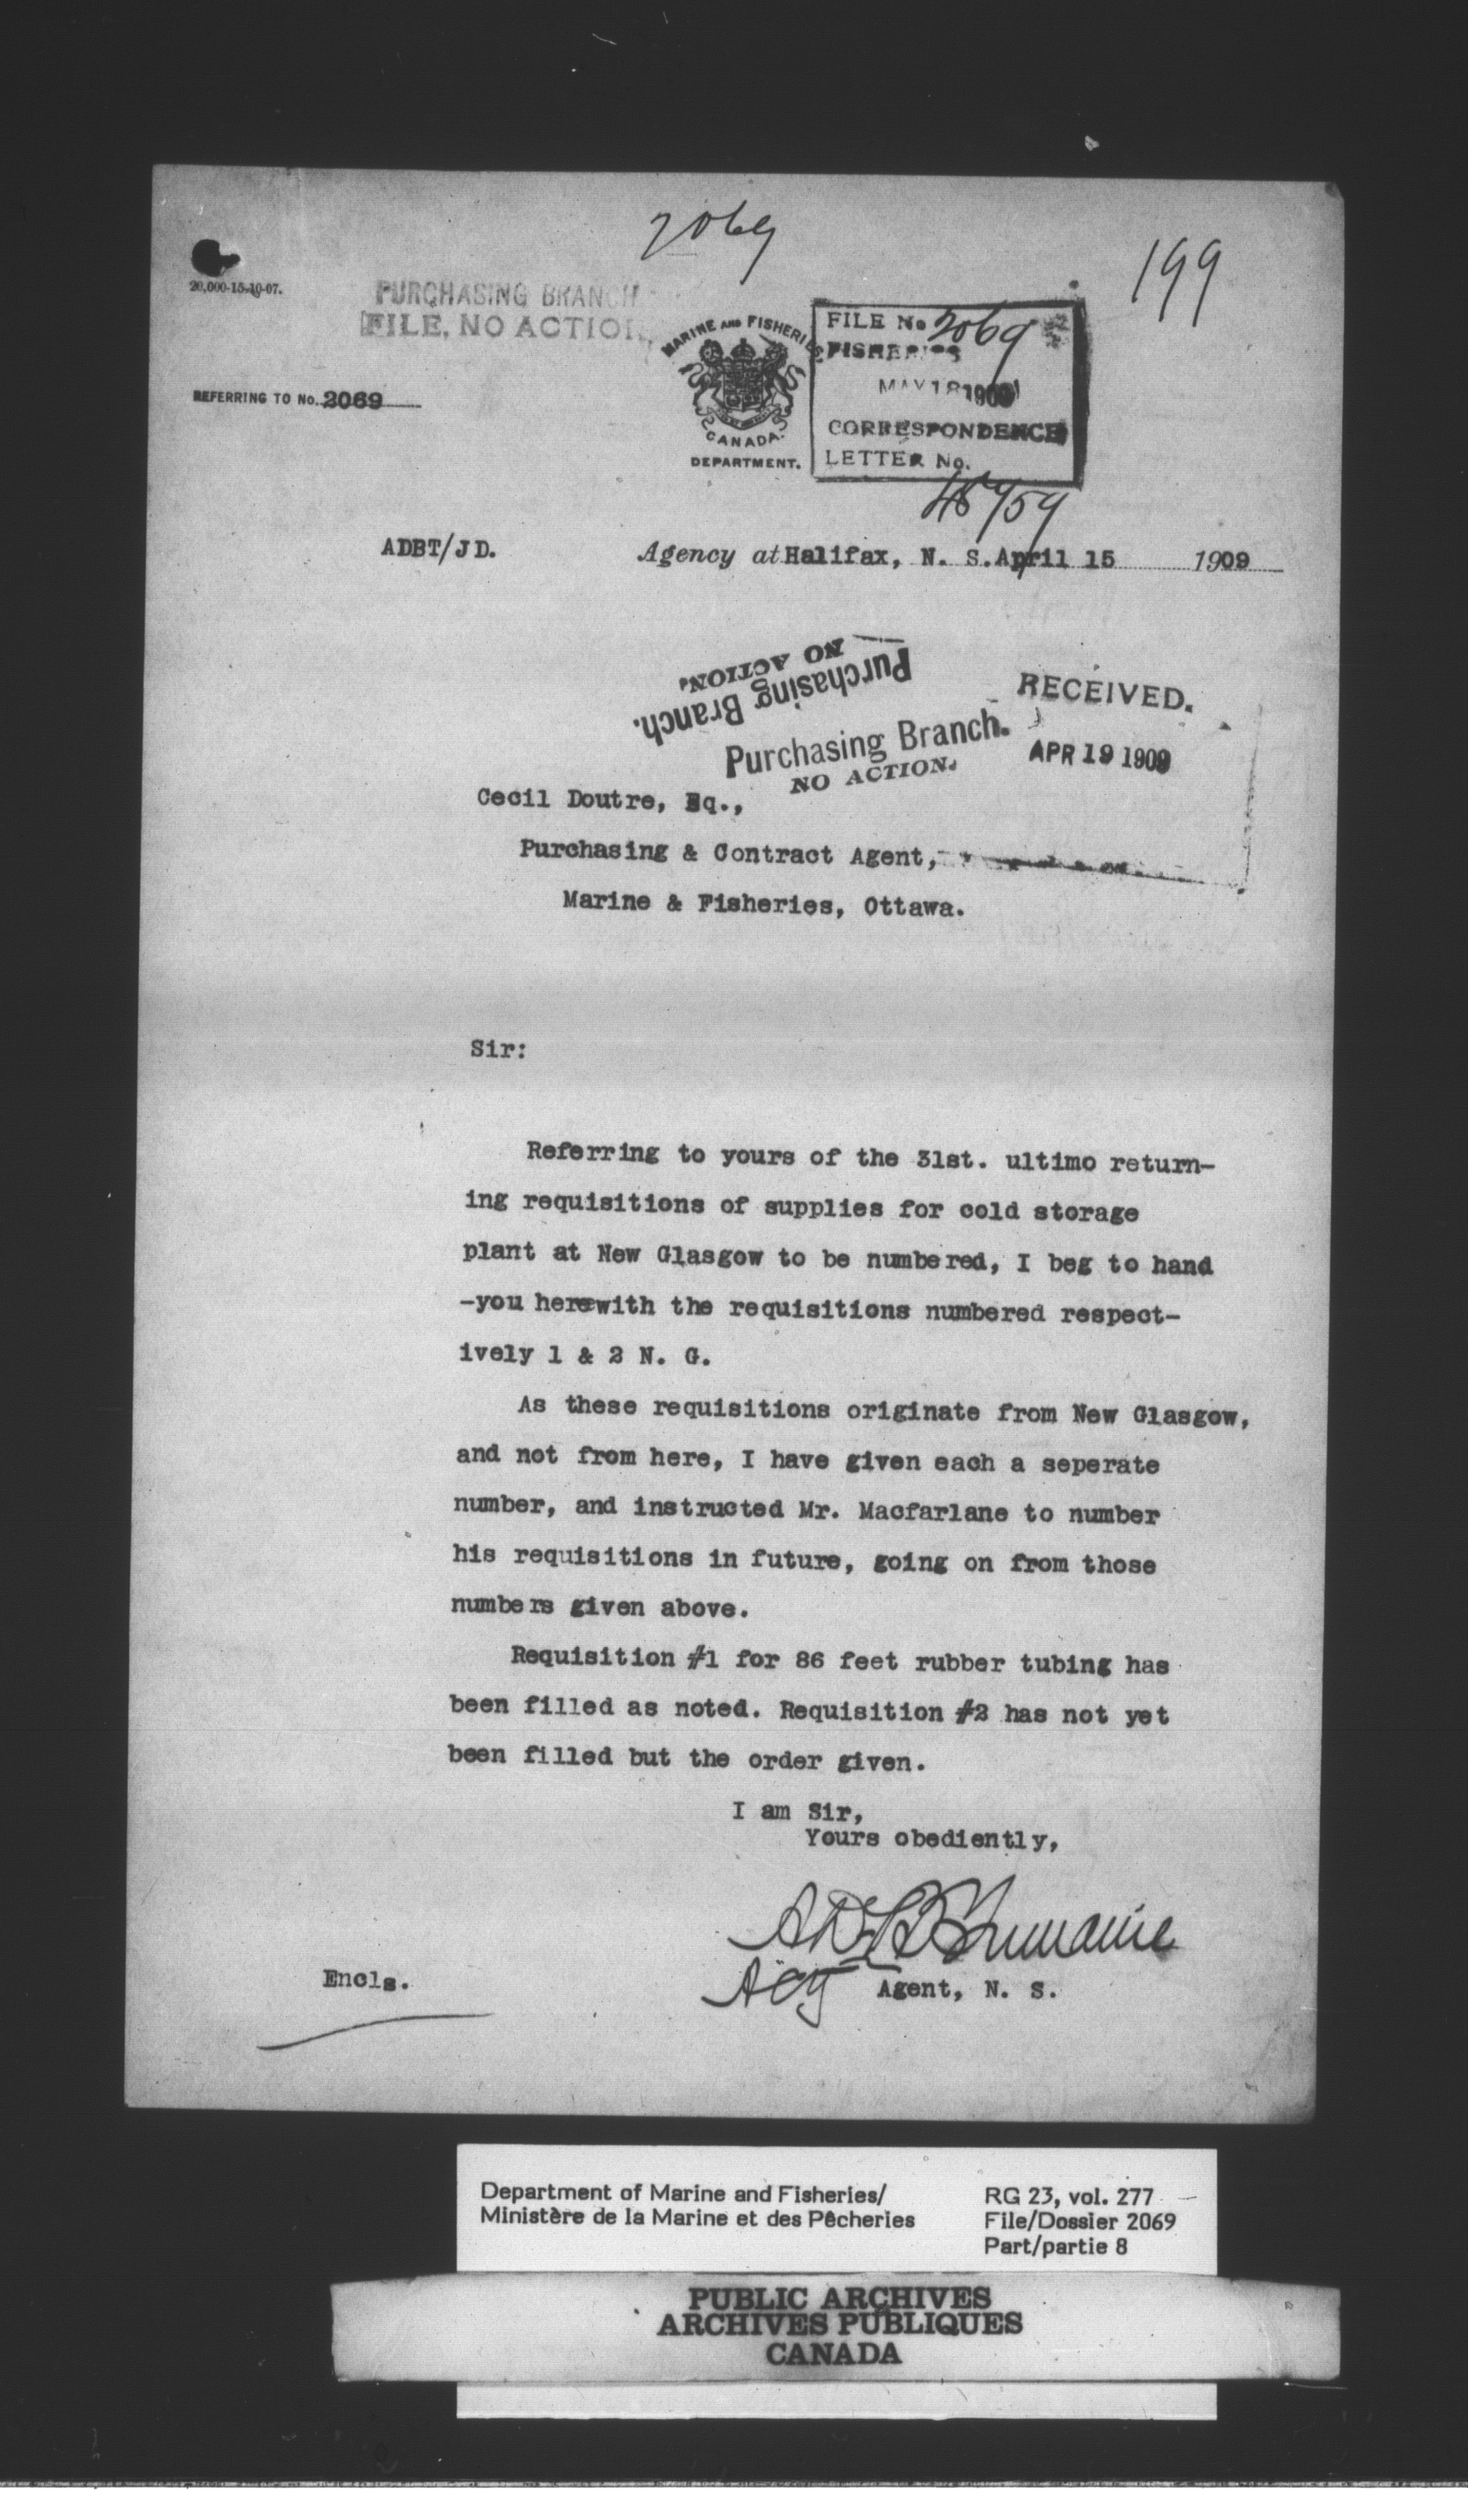 2069
199
20,000-15-10-07.
PURCHASING BRANCH
FILE, NO ACTION
MARINE AND FISHERIES
CANADA.
DEPARTMENT.
FILE No 2069
FISHERIES
MAY 18 1909
CORRESPONDENCE
LETTER No.
REFERRING TO No. 2069
ADBT/JD.
Agency at Halifax, N. S. April 15 1909
Purchasing Branch.
NO ACTION.
Purchasing Branch.
NO ACTION.
RECEIVED.
APR 19 1909
Cecil Doutre, Eq.,
Purchasing & Contract Agent,
Marine & Fisheries, Ottawa.
Sir:
Referring to yours of the 31st. ultimo return-
ing requisitions of supplies for cold storage
plant at New Glasgow to be numbered, I beg to hand
-you herewith the requisitions numbered respect-
ively 1 & 2 N. G.
As these requisitions originate from New Glasgow,
and not from here, I have given each a seperate
number, and instructed Mr. Macfarlane to number
his requisitions in future, going on from those
numbers given above.
Requisition #1 for 86 feet rubber tubing has
been filled as noted. Requisition #2 has not yet
been filled but the order given.
I am Sir,
Yours obediently,
Actg Agent, N. S.
Encls.
Department of Marine and Fisheries/
Ministère de la Marine et des Pêcheries
RG 23, vol. 277
File/Dossier 2069
Part/partie 8
PUBLIC ARCHIVES
ARCHIVES PUBLIQUES
CANADA